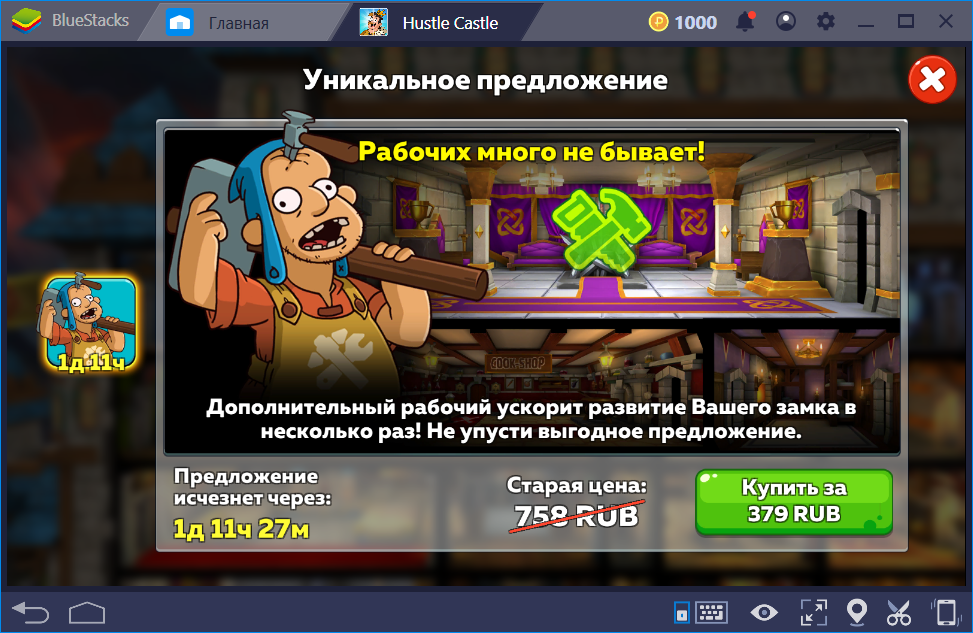 BlueStacks
Главная
Hustle Castle
1000
Уникальное предложение
Рабочих много не бывает!
COOK-SHOP
1д 11ч
Дополнительный рабочий ускорит развитие Вашего замка в
несколько раз! Не упусти выгодное предложение.
Предложение
исчезнет через:
1д 11ч 27м
Старая цена:
758 RUB
Купить за
379 RUB